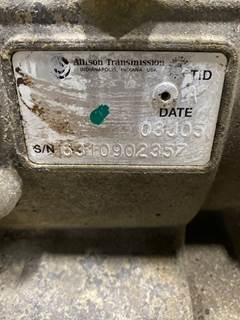 Allison Transmission
INDIANAPOLIS, INDIANA USA
T.I.D
DATE
03J05
S/N 6310902357